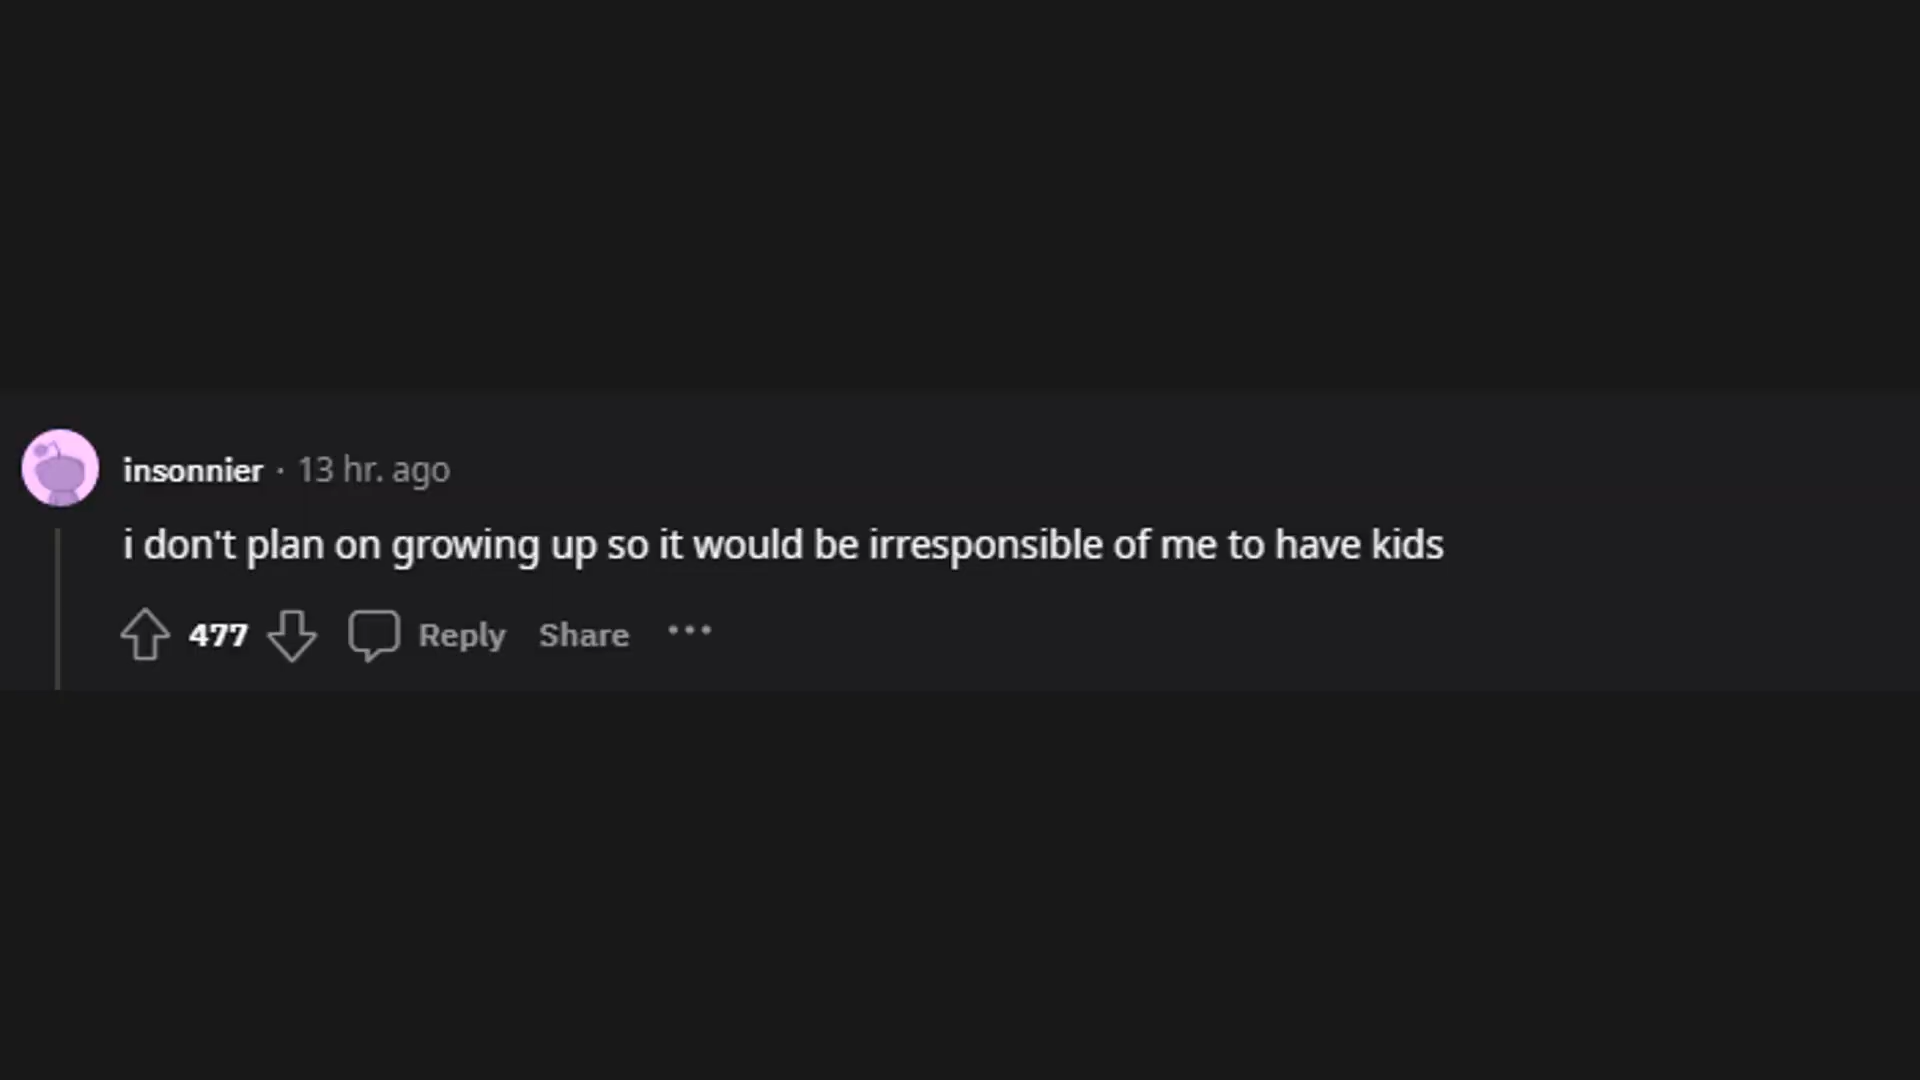 insonnier · 13 hr. ago
i don't plan on growing up so it would be irresponsible of me to have kids
477 Reply Share ...